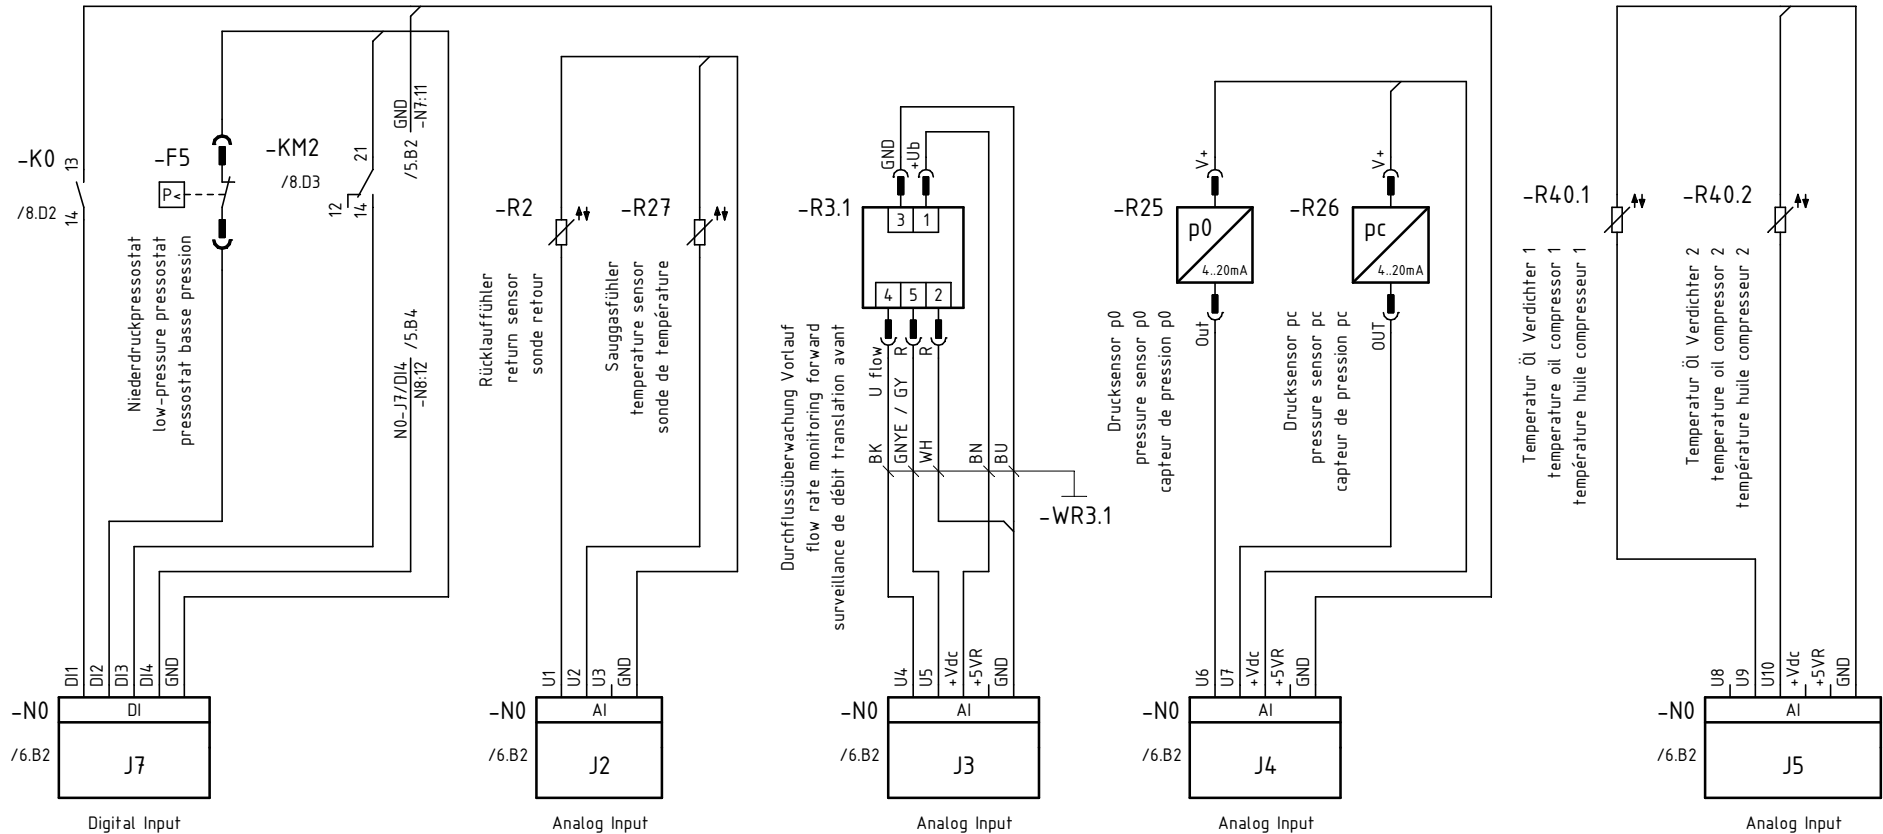 -K0
13
/8.D2
14
-F5
P<
Niederdruckpressostat
low-pressure pressostat
pressostat basse pression
-KM2
/8.D3
21
12
14
GND
-N7:11
/5.B2
/5.B4
N0-J7/DI4
-N8:12
DI1
DI2
DI3
DI4
GND
-N0
/6.B2
DI
J7
Digital Input
-R2
Rücklauffühler
return sensor
sonde retour
-R27
Sauggasfühler
temperature sensor
sonde de température
U1
U2
U3
GND
-N0
/6.B2
AI
J2
Analog Input
-R3.1
GND
+Ub
3
1
4
5
2
Durchflussüberwachung Vorlauf
flow rate monitoring forward
surveillance de débit translation avant
U flow
R
R
BK
GNYE / GY
WH
BN
BU
-WR3.1
U4
U5
+Vdc
+5VR
GND
-N0
/6.B2
AI
J3
Analog Input
-R25
V+
p0
4..20mA
Out
Drucksensor p0
pressure sensor p0
capteur de pression p0
-R26
V+
pc
4..20mA
OUT
Drucksensor pc
pressure sensor pc
capteur de pression pc
U6
U7
+Vdc
+5VR
GND
-N0
/6.B2
AI
J4
Analog Input
-R40.1
Temperatur Öl Verdichter 1
temperature oil compressor 1
température huile compresseur 1
-R40.2
Temperatur Öl Verdichter 2
temperature oil compressor 2
température huile compresseur 2
U8
U9
U10
+Vdc
+5VR
GND
-N0
/6.B2
AI
J5
Analog Input